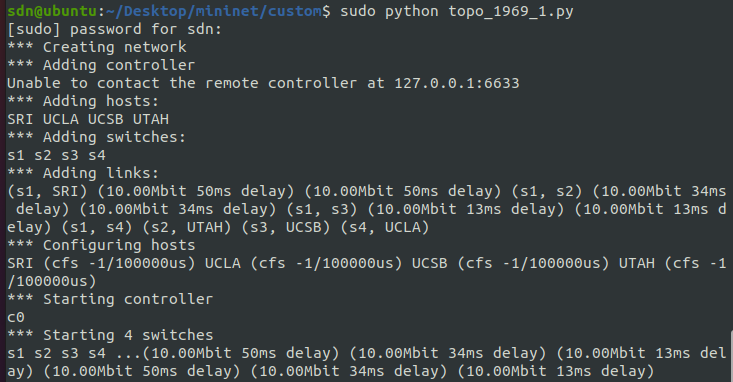 sdn@ubuntu:~/Desktop/mininet/custom$ sudo python topo_1969_1.py
[sudo] password for sdn:
*** Creating network
*** Adding controller
Unable to contact the remote controller at 127.0.0.1:6633
*** Adding hosts:
SRI UCLA UCSB UTAH
*** Adding switches:
s1 s2 s3 s4
*** Adding links:
(s1, SRI) (10.00Mbit 50ms delay) (10.00Mbit 50ms delay) (s1, s2) (10.00Mbit 34ms
 delay) (10.00Mbit 34ms delay) (s1, s3) (10.00Mbit 13ms delay) (10.00Mbit 13ms d
elay) (s1, s4) (s2, UTAH) (s3, UCSB) (s4, UCLA)
*** Configuring hosts
SRI (cfs -1/100000us) UCLA (cfs -1/100000us) UCSB (cfs -1/100000us) UTAH (cfs -1
/100000us)
*** Starting controller
c0
*** Starting 4 switches
s1 s2 s3 s4 ...(10.00Mbit 50ms delay) (10.00Mbit 34ms delay) (10.00Mbit 13ms del
ay) (10.00Mbit 50ms delay) (10.00Mbit 34ms delay) (10.00Mbit 13ms delay)